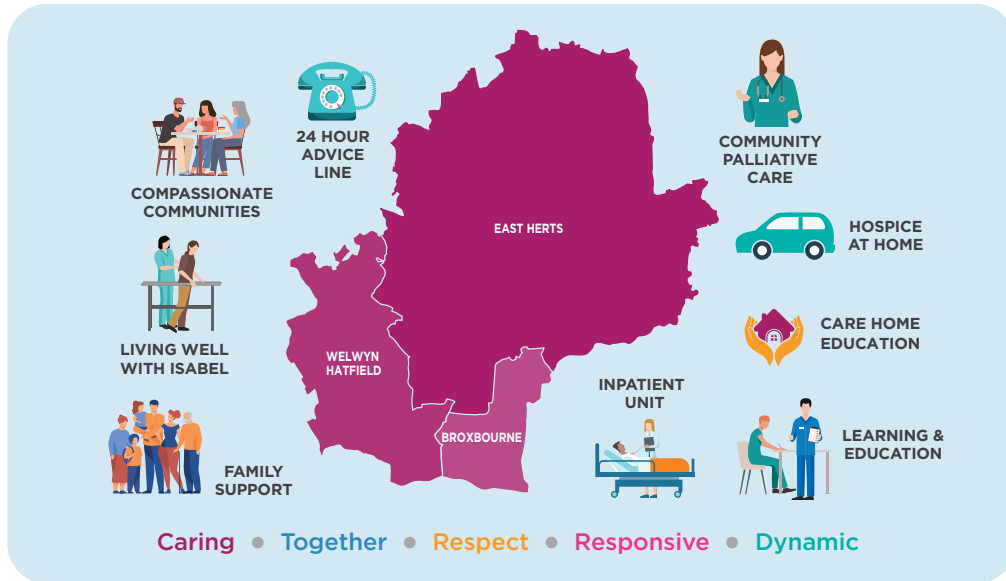 24 HOUR
ADVICE
LINE
COMPASSIONATE
COMMUNITIES
LIVING WELL
WITH ISABEL
FAMILY
SUPPORT
EAST HERTS
WELWYN
HATFIELD
BROXBOURNE
COMMUNITY
PALLIATIVE
CARE
HOSPICE
AT HOME
CARE HOME
EDUCATION
INPATIENT
UNIT
LEARNING &
EDUCATION
Caring • Together • Respect • Responsive • Dynamic